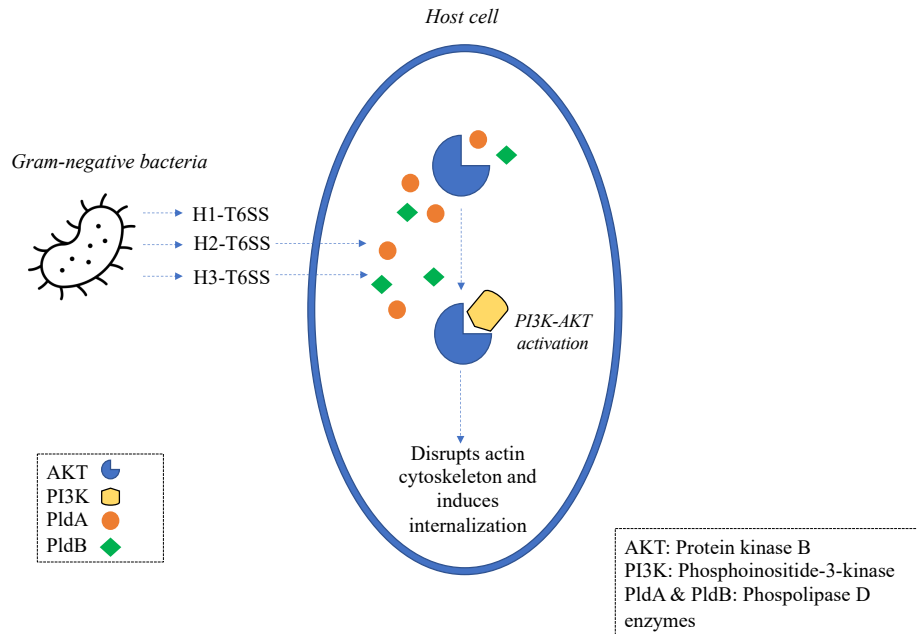 Host cell
Gram-negative bacteria
H1-T6SS
H2-T6SS
H3-T6SS
PI3K-AKT
activation
Disrupts actin
cytoskeleton and
induces
internalization
AKT
PI3K
PldA
PldB
AKT: Protein kinase B
PI3K: Phosphoinositide-3-kinase
PldA & PldB: Phospolipase D
enzymes